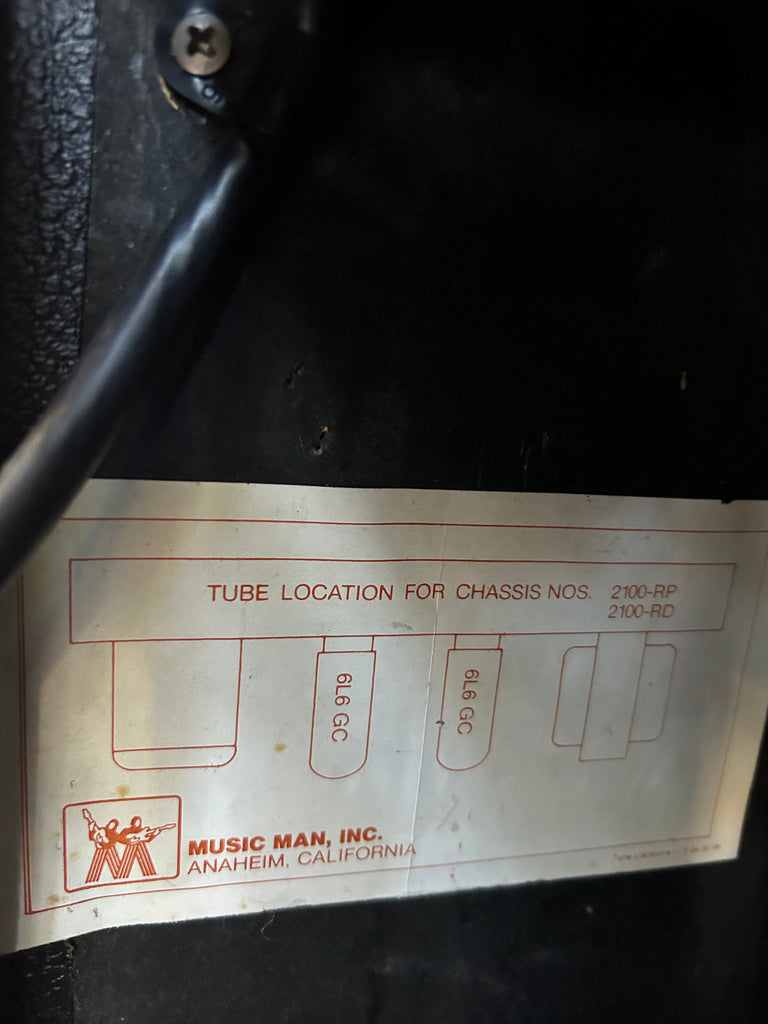 TUBE LOCATION FOR CHASSIS NOS. 2100-RP
2100-RD
6L6 GC
6L6 GC
MUSIC MAN, INC.
ANAHEIM, CALIFORNIA